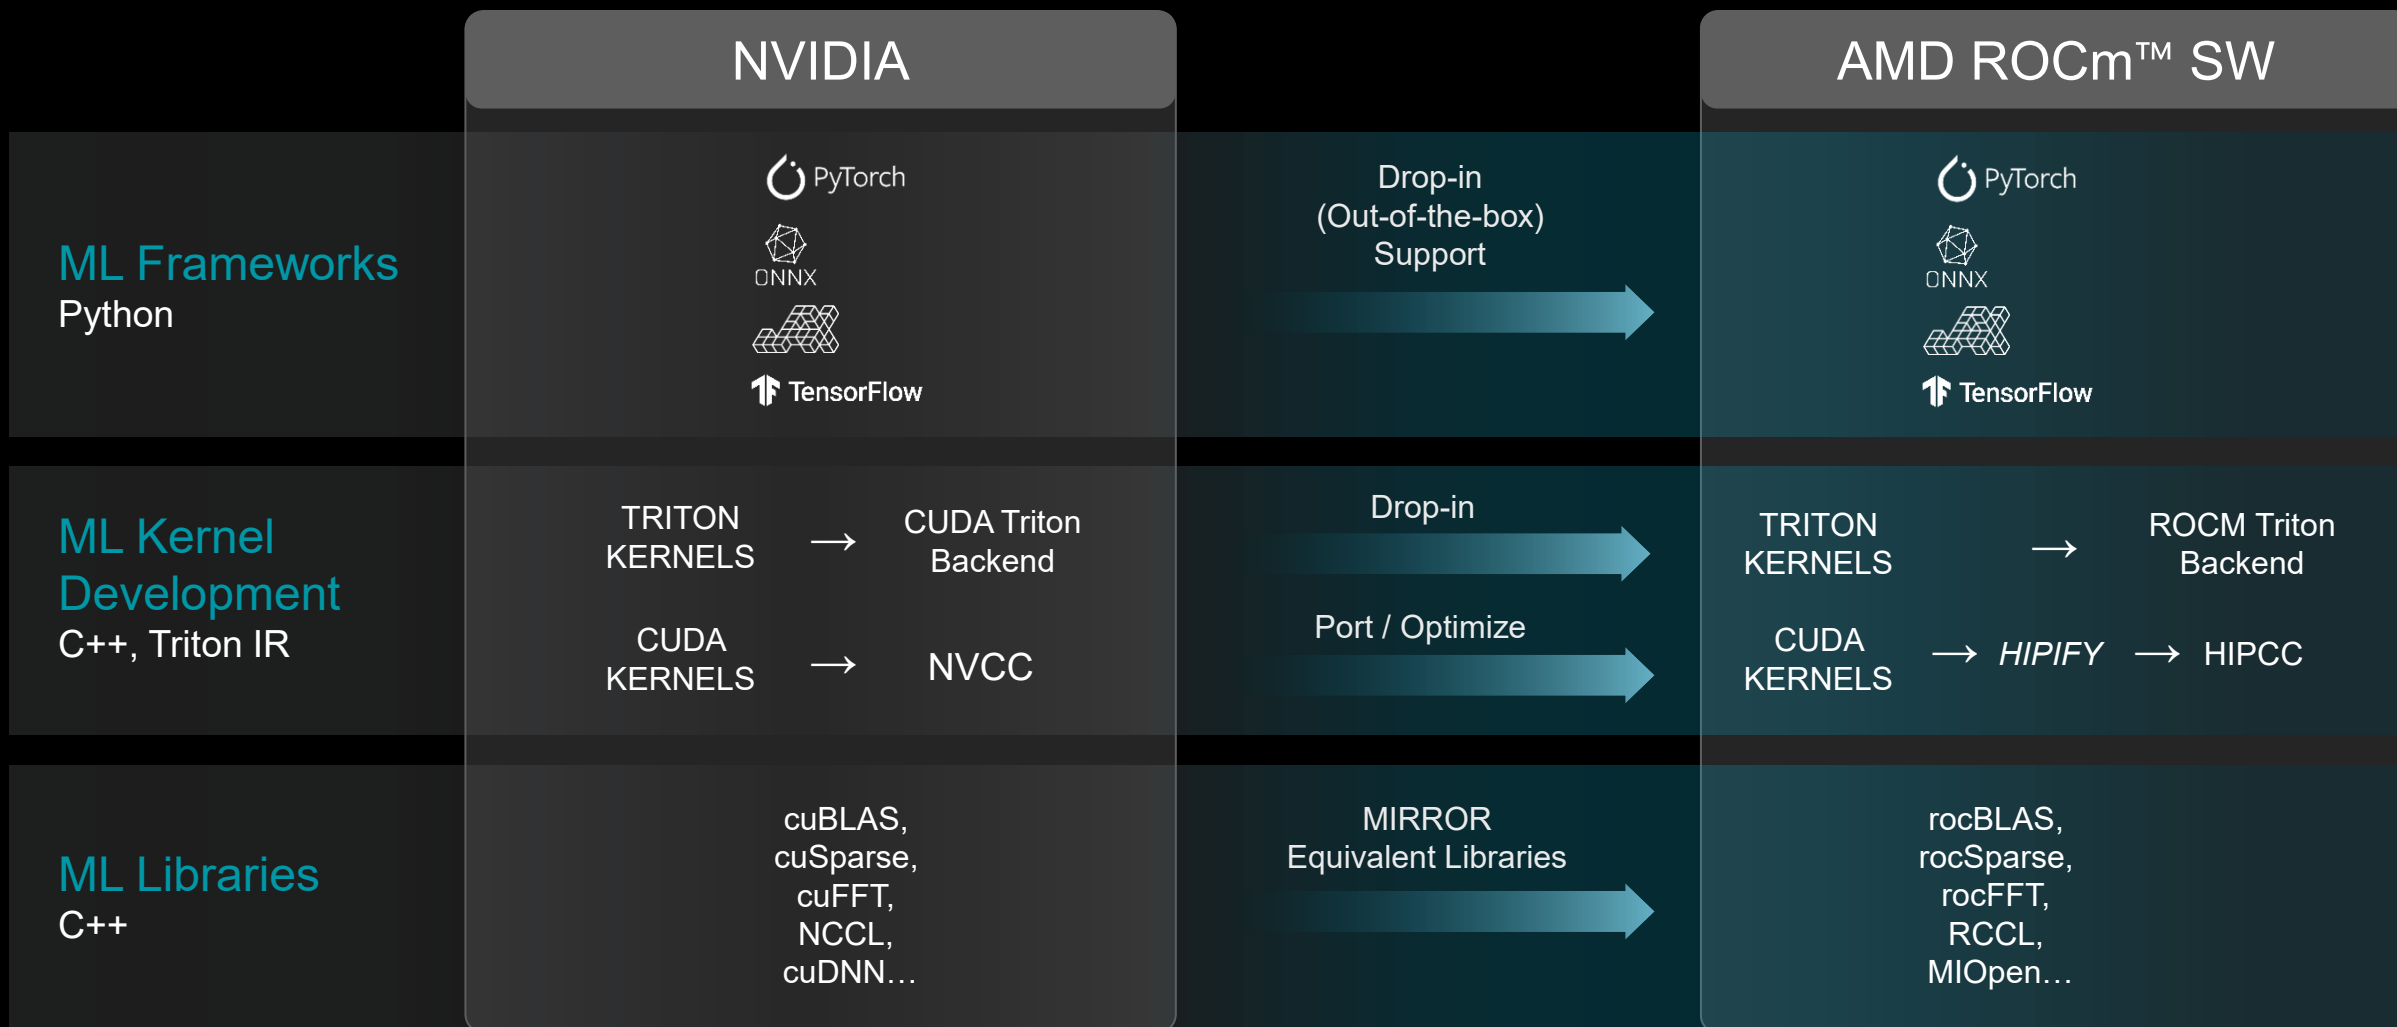 NVIDIA
AMD ROCm™ SW
ML Frameworks
Python
PyTorch
ONNX
JAX
TensorFlow
Drop-in
(Out-of-the-box)
Support
PyTorch
ONNX
JAX
TensorFlow
ML Kernel
Development
C++, Triton IR
TRITON
KERNELS
→
CUDA Triton
Backend
CUDA
KERNELS
→
NVCC
Drop-in
Port / Optimize
TRITON
KERNELS
→
ROCM Triton
Backend
CUDA
KERNELS
→ HIPIFY → HIPCC
ML Libraries
C++
cuBLAS,
cuSparse,
cuFFT,
NCCL,
cuDNN…
MIRROR
Equivalent Libraries
rocBLAS,
rocSparse,
rocFFT,
RCCL,
MIOpen…